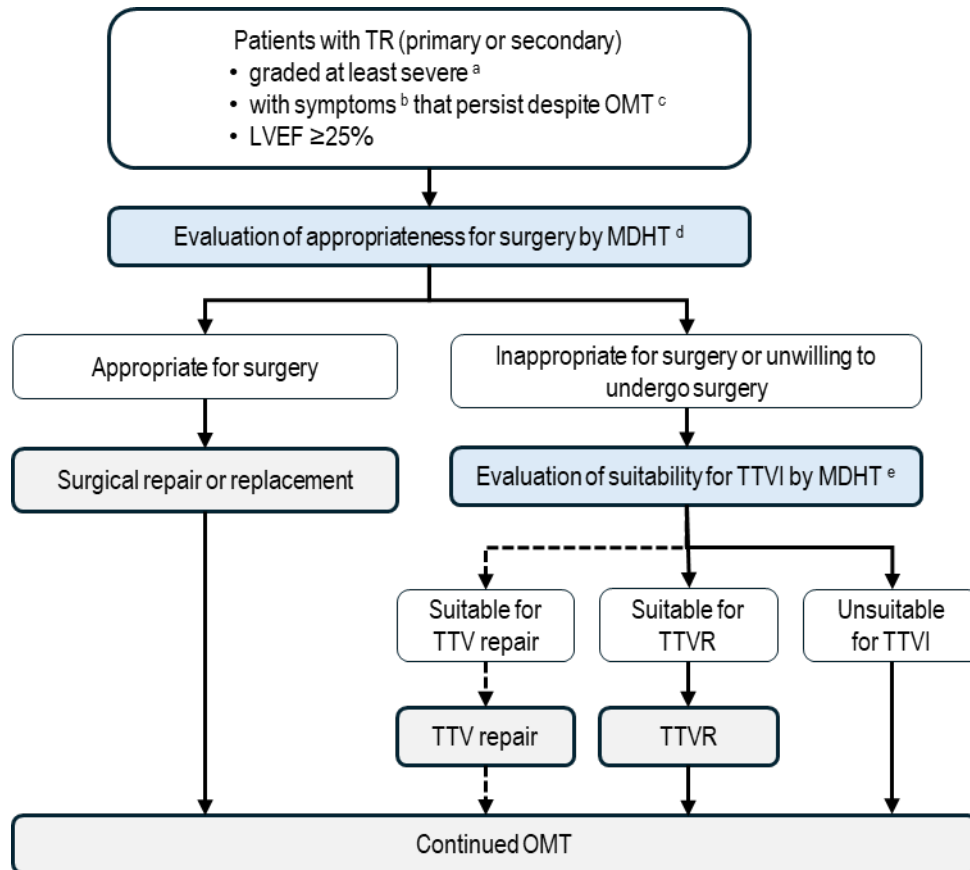 Patients with TR (primary or secondary)
• graded at least severe ᵃ
• with symptoms ᵇ that persist despite OMT ᶜ
• LVEF ≥25%
Evaluation of appropriateness for surgery by MDHT ᵈ
Appropriate for surgery
Inappropriate for surgery or unwilling to
undergo surgery
Surgical repair or replacement
Evaluation of suitability for TTVI by MDHT ᵉ
Suitable for
TTV repair
Suitable for
TTVR
Unsuitable
for TTVI
TTV repair
TTVR
Continued OMT